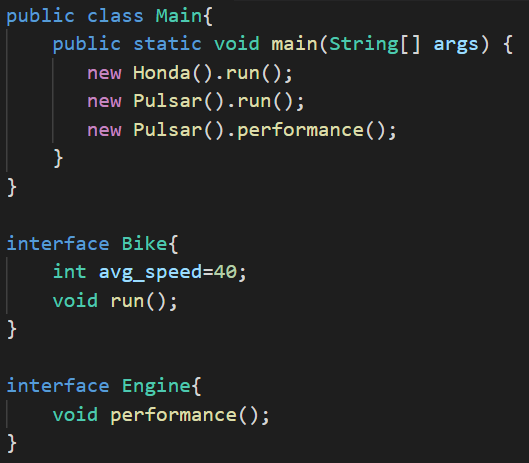 public class Main{
    public static void main(String[] args) {
       new Honda().run();
       new Pulsar().run();
       new Pulsar().performance();
    }
}

interface Bike{
    int avg_speed=40;
    void run();
}

interface Engine{
    void performance();
}